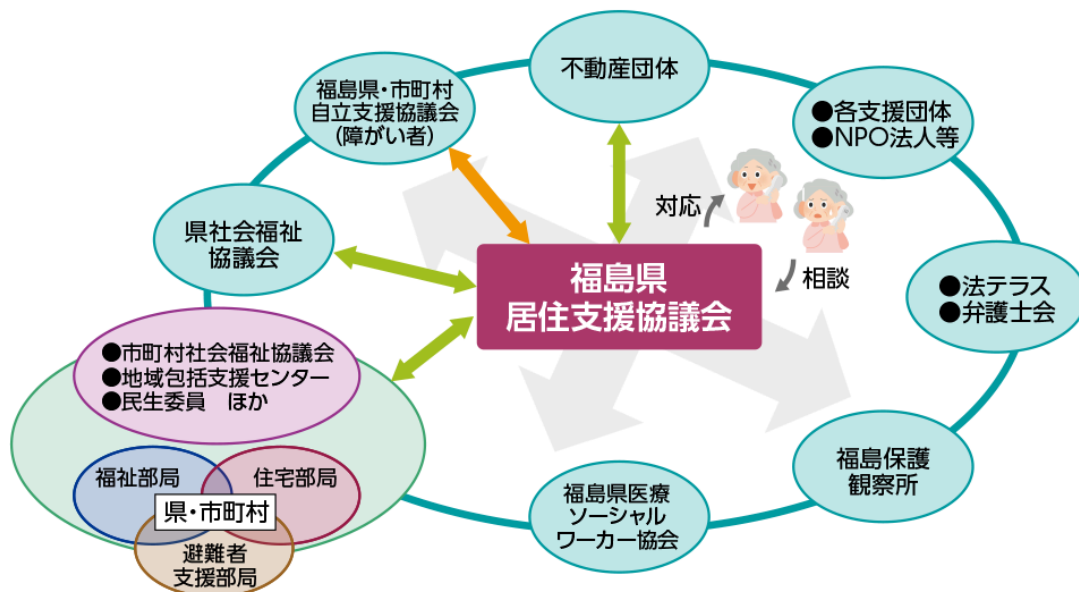 不動産団体
福島県・市町村
自立支援協議会
(障がい者)
●各支援団体
●NPO法人等
対応
県社会福祉
協議会
福島県
居住支援協議会
相談
●法テラス
●弁護士会
●市町村社会福祉協議会
●地域包括支援センター
●民生委員　ほか
福祉部局
住宅部局
県・市町村
避難者
支援部局
福島県医療
ソーシャル
ワーカー協会
福島保護
観察所